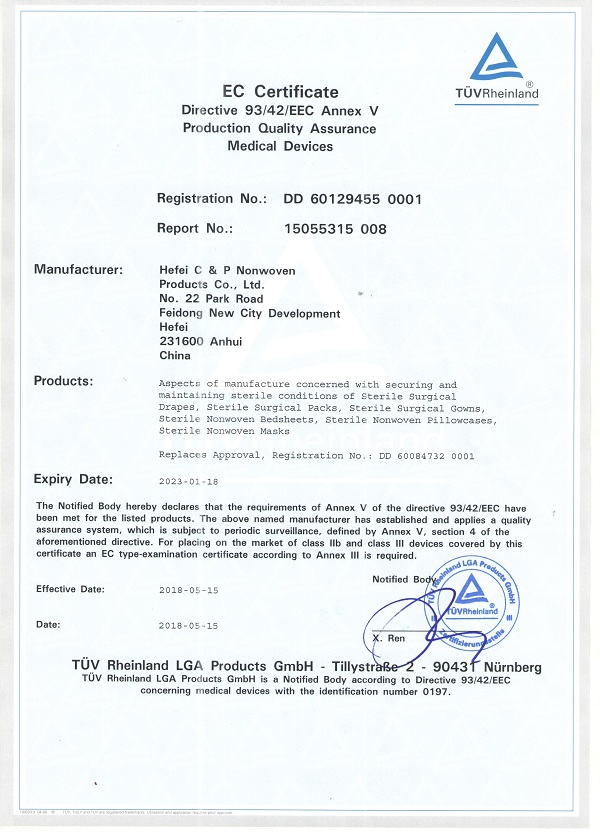 TÜVRheinland®
EC Certificate
Directive 93/42/EEC Annex V
Production Quality Assurance
Medical Devices
Registration No.: DD 60129455 0001
Report No.: 15055315 008
Manufacturer: Hefei C & P Nonwoven
Products Co., Ltd.
No. 22 Park Road
Feidong New City Development
Hefei
231600 Anhui
China
Products: Aspects of manufacture concerned with securing and
maintaining sterile conditions of Sterile Surgical
Drapes, Sterile Surgical Packs, Sterile Surgical Gowns,
Sterile Nonwoven Bedsheets, Sterile Nonwoven Pillowcases,
Sterile Nonwoven Masks
Replaces Approval, Registration No.: DD 60084732 0001
Expiry Date: 2023-01-18
The Notified Body hereby declares that the requirements of Annex V of the directive 93/42/EEC have
been met for the listed products. The above named manufacturer has established and applies a quality
assurance system, which is subject to periodic surveillance, defined by Annex V, section 4 of the
aforementioned directive. For placing on the market of class IIb and class III devices covered by this
certificate an EC type-examination certificate according to Annex III is required.
Notified Body
Effective Date: 2018-05-15
TÜV Rheinland LGA Products GmbH
TÜVRheinland
Zertifizierungsstelle
Date: 2018-05-15
X. Ren
TÜV Rheinland LGA Products GmbH - Tillystraße 2 - 90431 Nürnberg
TÜV Rheinland LGA Products GmbH is a Notified Body according to Directive 93/42/EEC
concerning medical devices with the identification number 0197.